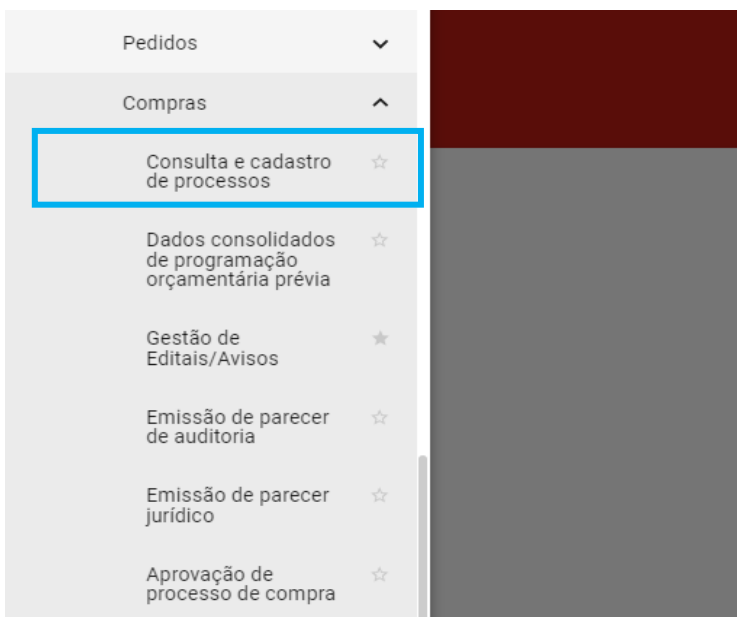 Pedidos
Compras
Consulta e cadastro
de processos
Dados consolidados
de programação
orçamentária prévia
Gestão de
Editais/Avisos
Emissão de parecer
de auditoria
Emissão de parecer
jurídico
Aprovação de
processo de compra